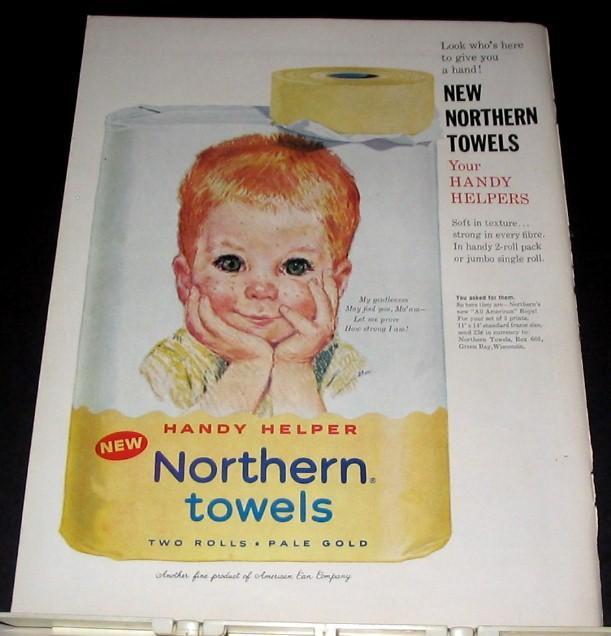 Look who's here
to give you
a hand!
NEW
NORTHERN
TOWELS
Your
HANDY
HELPERS
Soft in texture...
strong in every fibre.
In handy 2-roll pack
or jumbo single roll.
My gentleness
May fool you, Ma'am—
Let me prove
How strong I am!
You asked for them.
So here they are—Northern's
new "All American" Boys!
For your set of prints,
11" x 14" standard frame size,
send 25¢ in currency to:
Northern Towels, Box 666,
Green Bay, Wisconsin.
HANDY HELPER
NEW
Northern®
towels
TWO ROLLS • PALE GOLD
Another fine product of American Can Company